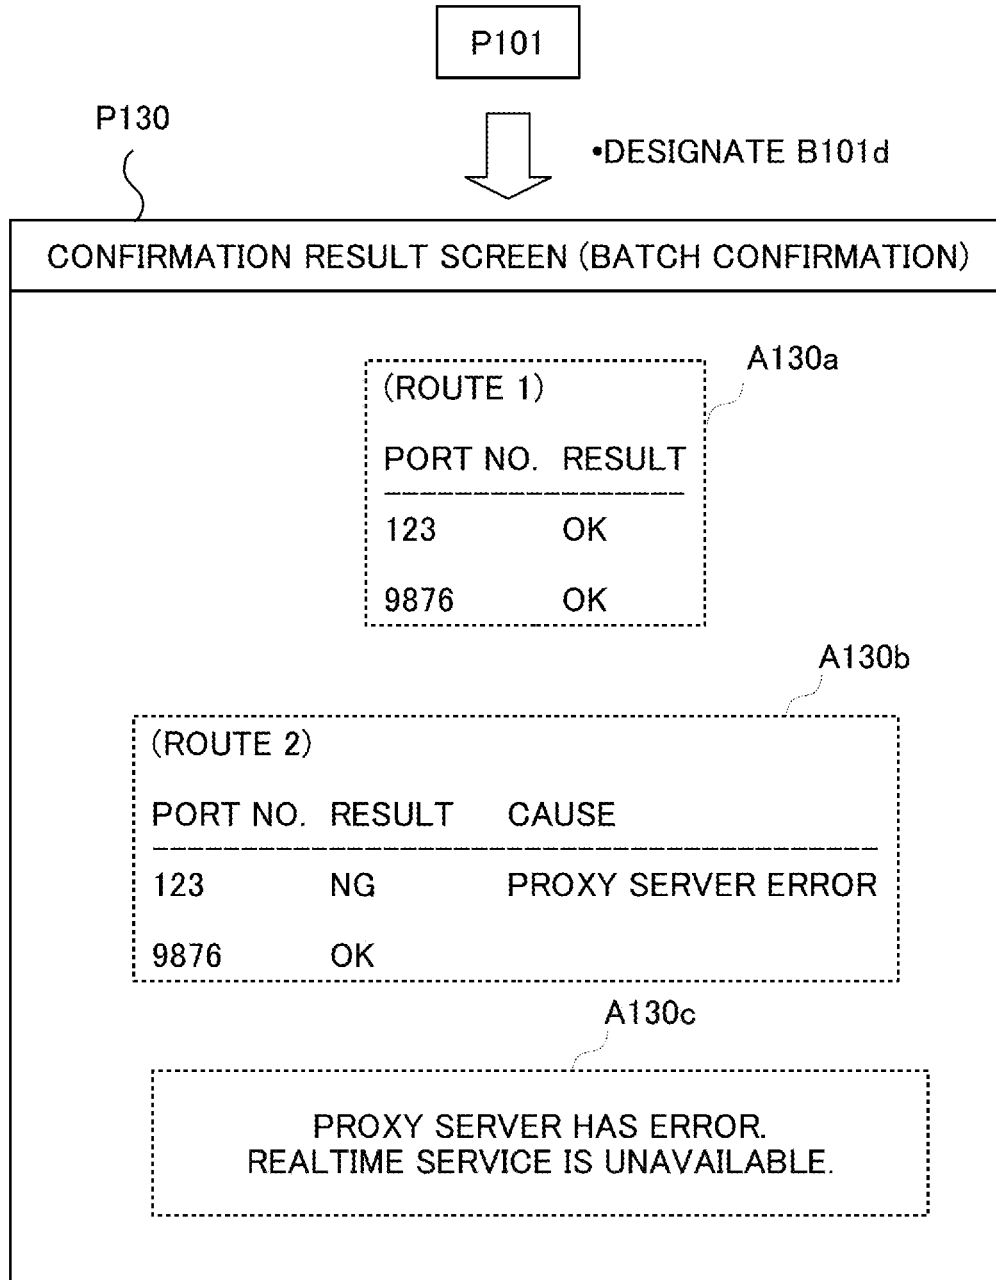 P101
P130
•DESIGNATE B101d
CONFIRMATION RESULT SCREEN (BATCH CONFIRMATION)
A130a
(ROUTE 1)
PORT NO. RESULT
123 OK
9876 OK
A130b
(ROUTE 2)
PORT NO. RESULT CAUSE
123 NG PROXY SERVER ERROR
9876 OK
A130c
PROXY SERVER HAS ERROR.
REALTIME SERVICE IS UNAVAILABLE.